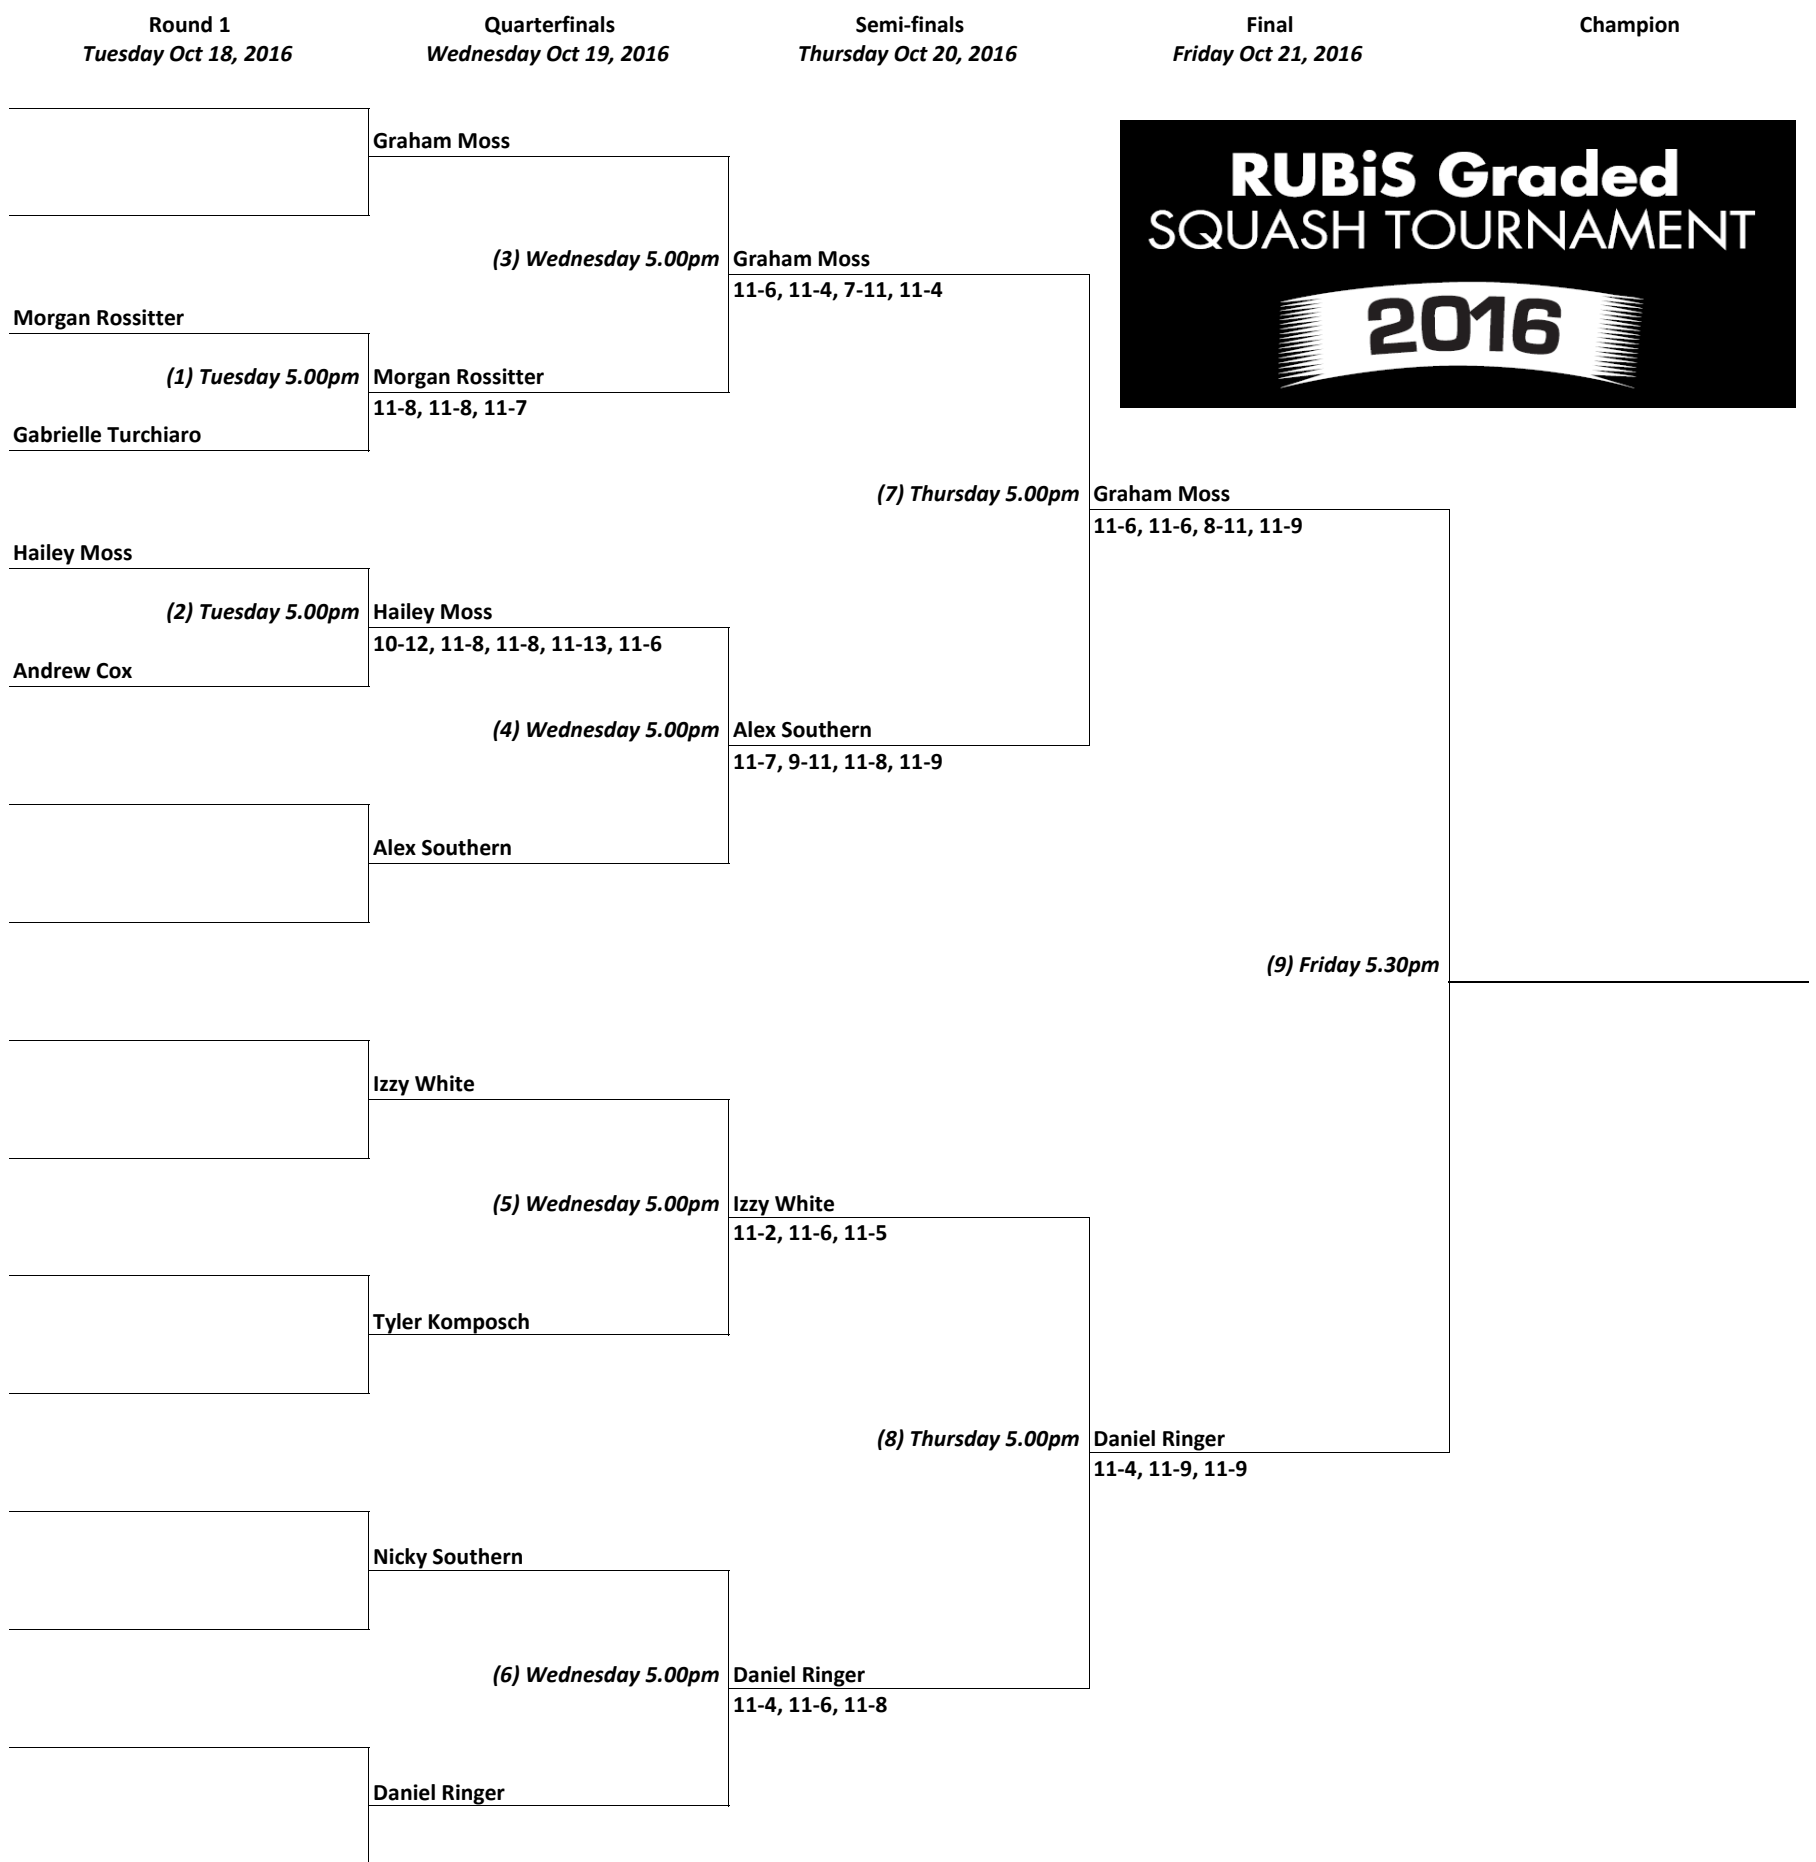 Round 1
Tuesday Oct 18, 2016
Quarterfinals
Wednesday Oct 19, 2016
Semi-finals
Thursday Oct 20, 2016
Final
Friday Oct 21, 2016
Champion
RUBiS Graded
SQUASH TOURNAMENT
2016
Graham Moss
(3) Wednesday 5.00pm
Graham Moss
11-6, 11-4, 7-11, 11-4
Morgan Rossitter
(1) Tuesday 5.00pm
Morgan Rossitter
11-8, 11-8, 11-7
Gabrielle Turchiaro
(7) Thursday 5.00pm
Graham Moss
11-6, 11-6, 8-11, 11-9
Hailey Moss
(2) Tuesday 5.00pm
Hailey Moss
10-12, 11-8, 11-8, 11-13, 11-6
Andrew Cox
(4) Wednesday 5.00pm
Alex Southern
11-7, 9-11, 11-8, 11-9
Alex Southern
(9) Friday 5.30pm
Izzy White
(5) Wednesday 5.00pm
Izzy White
11-2, 11-6, 11-5
Tyler Komposch
(8) Thursday 5.00pm
Daniel Ringer
11-4, 11-9, 11-9
Nicky Southern
(6) Wednesday 5.00pm
Daniel Ringer
11-4, 11-6, 11-8
Daniel Ringer